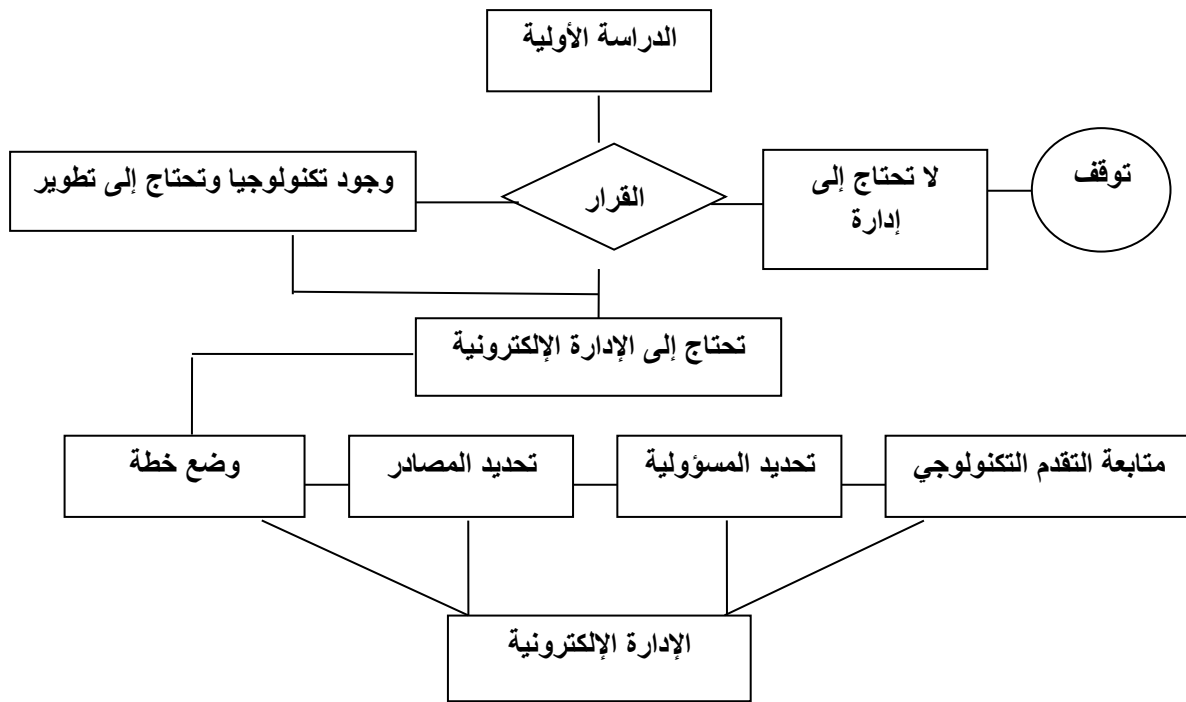 الدراسة الأولية
توقف
لا تحتاج إلى
إدارة
القرار
وجود تكنولوجيا وتحتاج إلى تطوير
تحتاج إلى الإدارة الإلكترونية
وضع خطة
تحديد المصادر
تحديد المسؤولية
متابعة التقدم التكنولوجي
الإدارة الإلكترونية